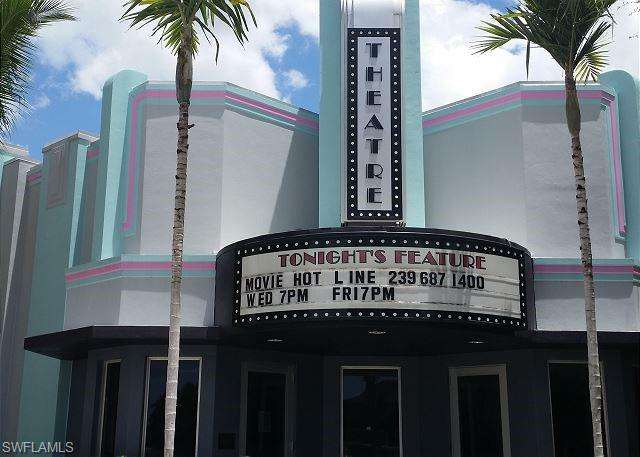 THEATRE
TONIGHT'S FEATURE
MOVIE HOT LINE 239 687 1400
WED 7PM FRI7PM
SWFLAMLS